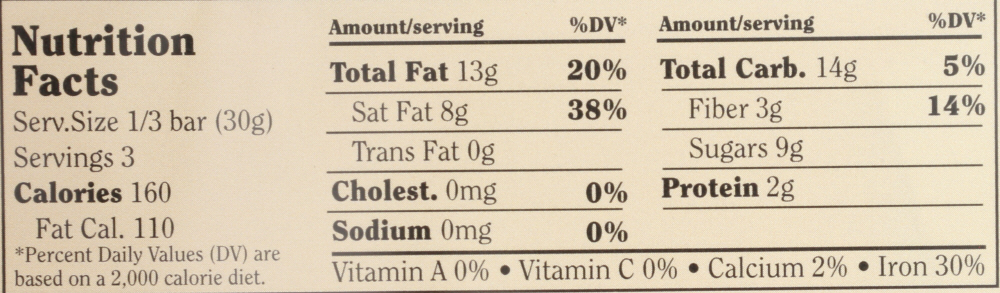 Nutrition
Facts
Serv.Size 1/3 bar (30g)
Servings 3
Calories 160
Fat Cal. 110
*Percent Daily Values (DV) are
based on a 2,000 calorie diet.
Amount/serving %DV*
Total Fat 13g 20%
Sat Fat 8g 38%
Trans Fat 0g
Cholest. 0mg 0%
Sodium 0mg 0%
Amount/serving %DV*
Total Carb. 14g 5%
Fiber 3g 14%
Sugars 9g
Protein 2g
Vitamin A 0% • Vitamin C 0% • Calcium 2% • Iron 30%